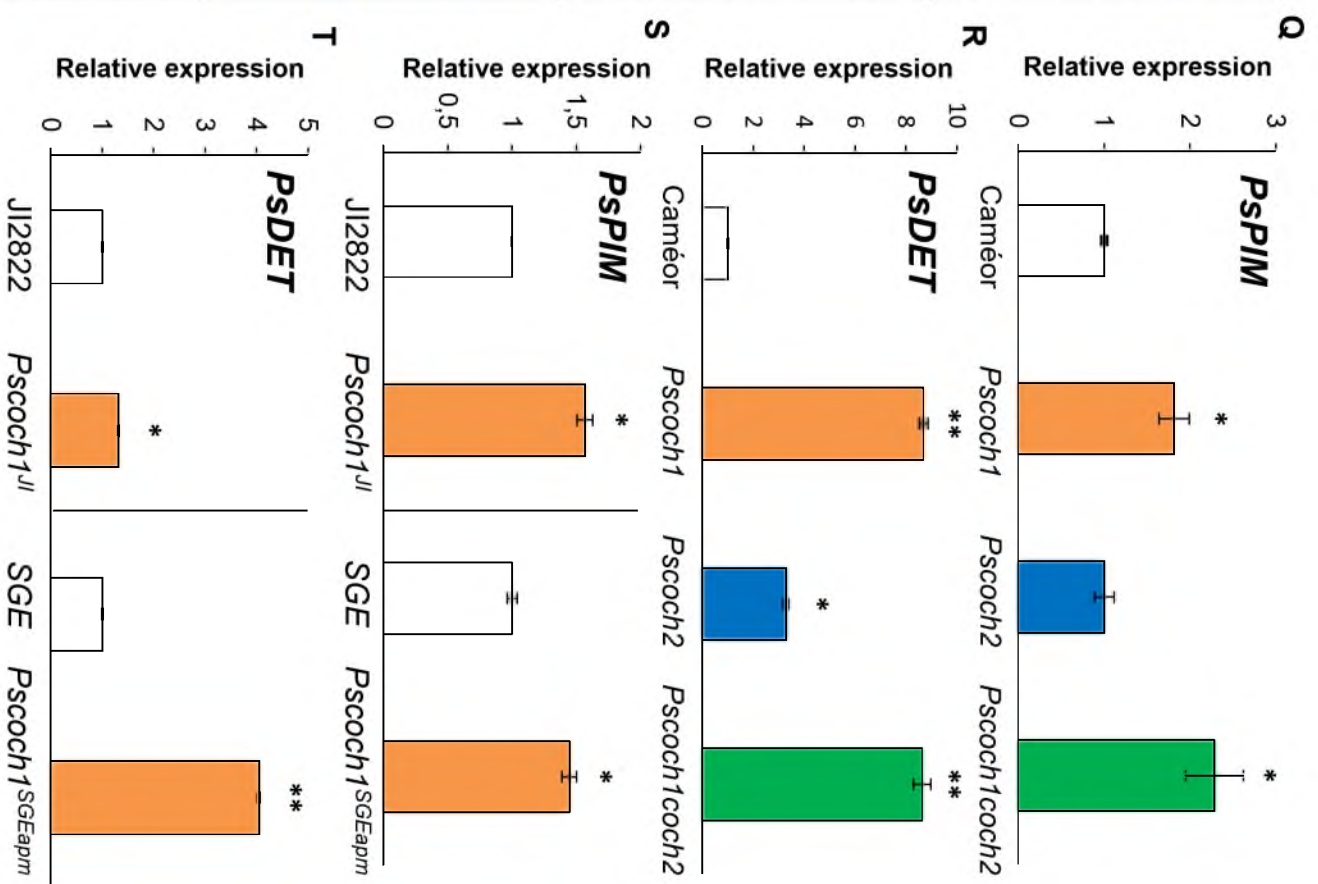 Q
PsPIM
Relative expression
3
2
1
0
*
*
Caméor
Pscoch1
Pscoch2
Pscoch1coch2
R
PsDET
Relative expression
10
8
6
4
2
0
**
*
**
Caméor
Pscoch1
Pscoch2
Pscoch1coch2
S
PsPIM
Relative expression
2
1,5
1
0,5
0
*
*
JI2822
Pscoch1JI
SGE
Pscoch1SGEapm
T
PsDET
Relative expression
5
4
3
2
1
0
*
**
JI2822
Pscoch1JI
SGE
Pscoch1SGEapm